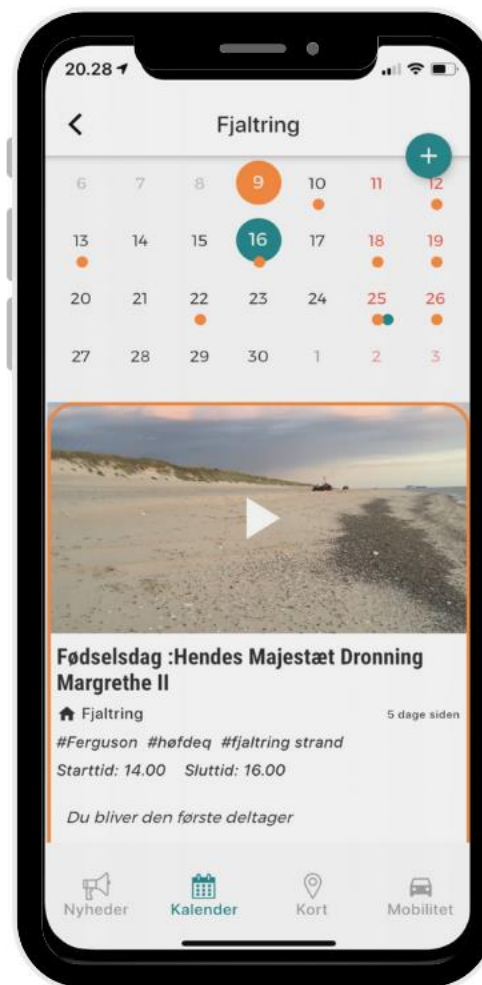 20.28
Fjaltring
6 7 8 9 10 11 12
13 14 15 16 17 18 19
20 21 22 23 24 25 26
27 28 29 30 1 2 3
Fødselsdag :Hendes Majestæt Dronning
Margrethe II
Fjaltring 5 dage siden
#Ferguson #høfdeq #fjaltring strand
Starttid: 14.00 Sluttid: 16.00
Du bliver den første deltager
Nyheder Kalender Kort Mobilitet